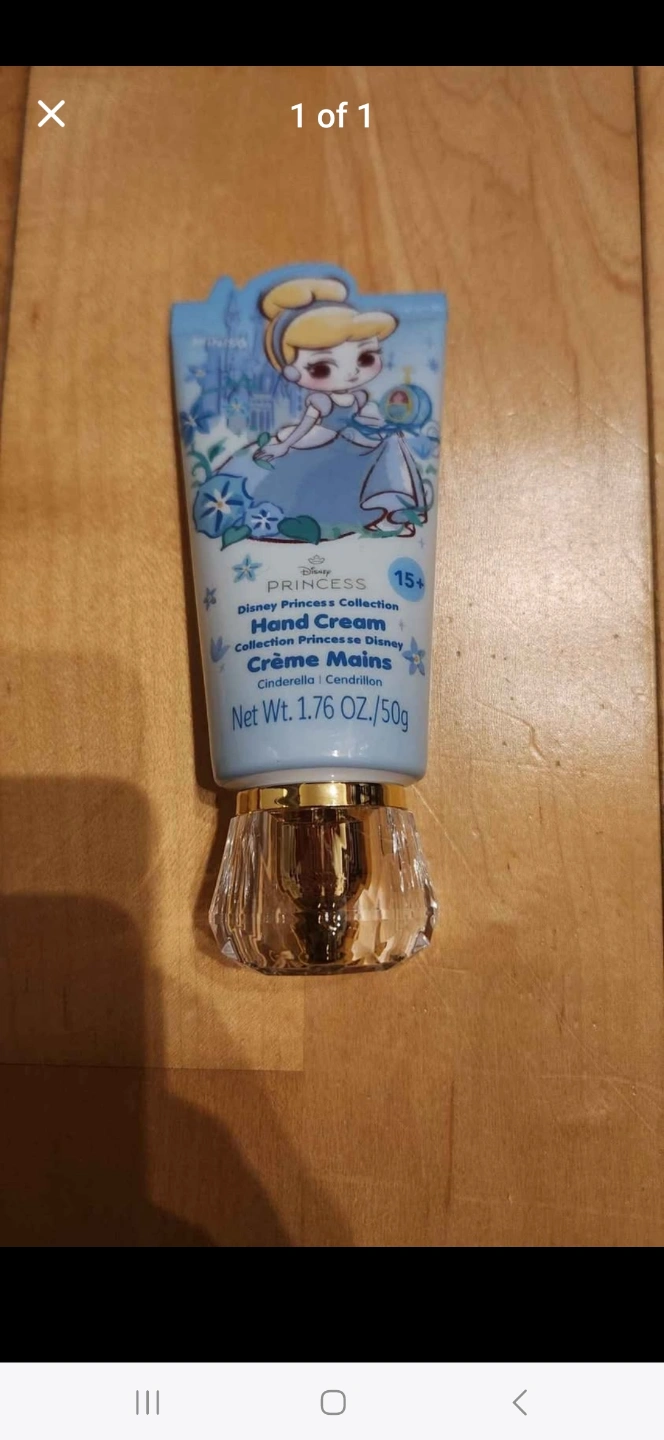 1 of 1
MINISO
Disney
PRINCESS
15+
Disney Princess Collection
Hand Cream
Collection Princesse Disney
Crème Mains
Cinderella | Cendrillon
Net Wt. 1.76 OZ./50g